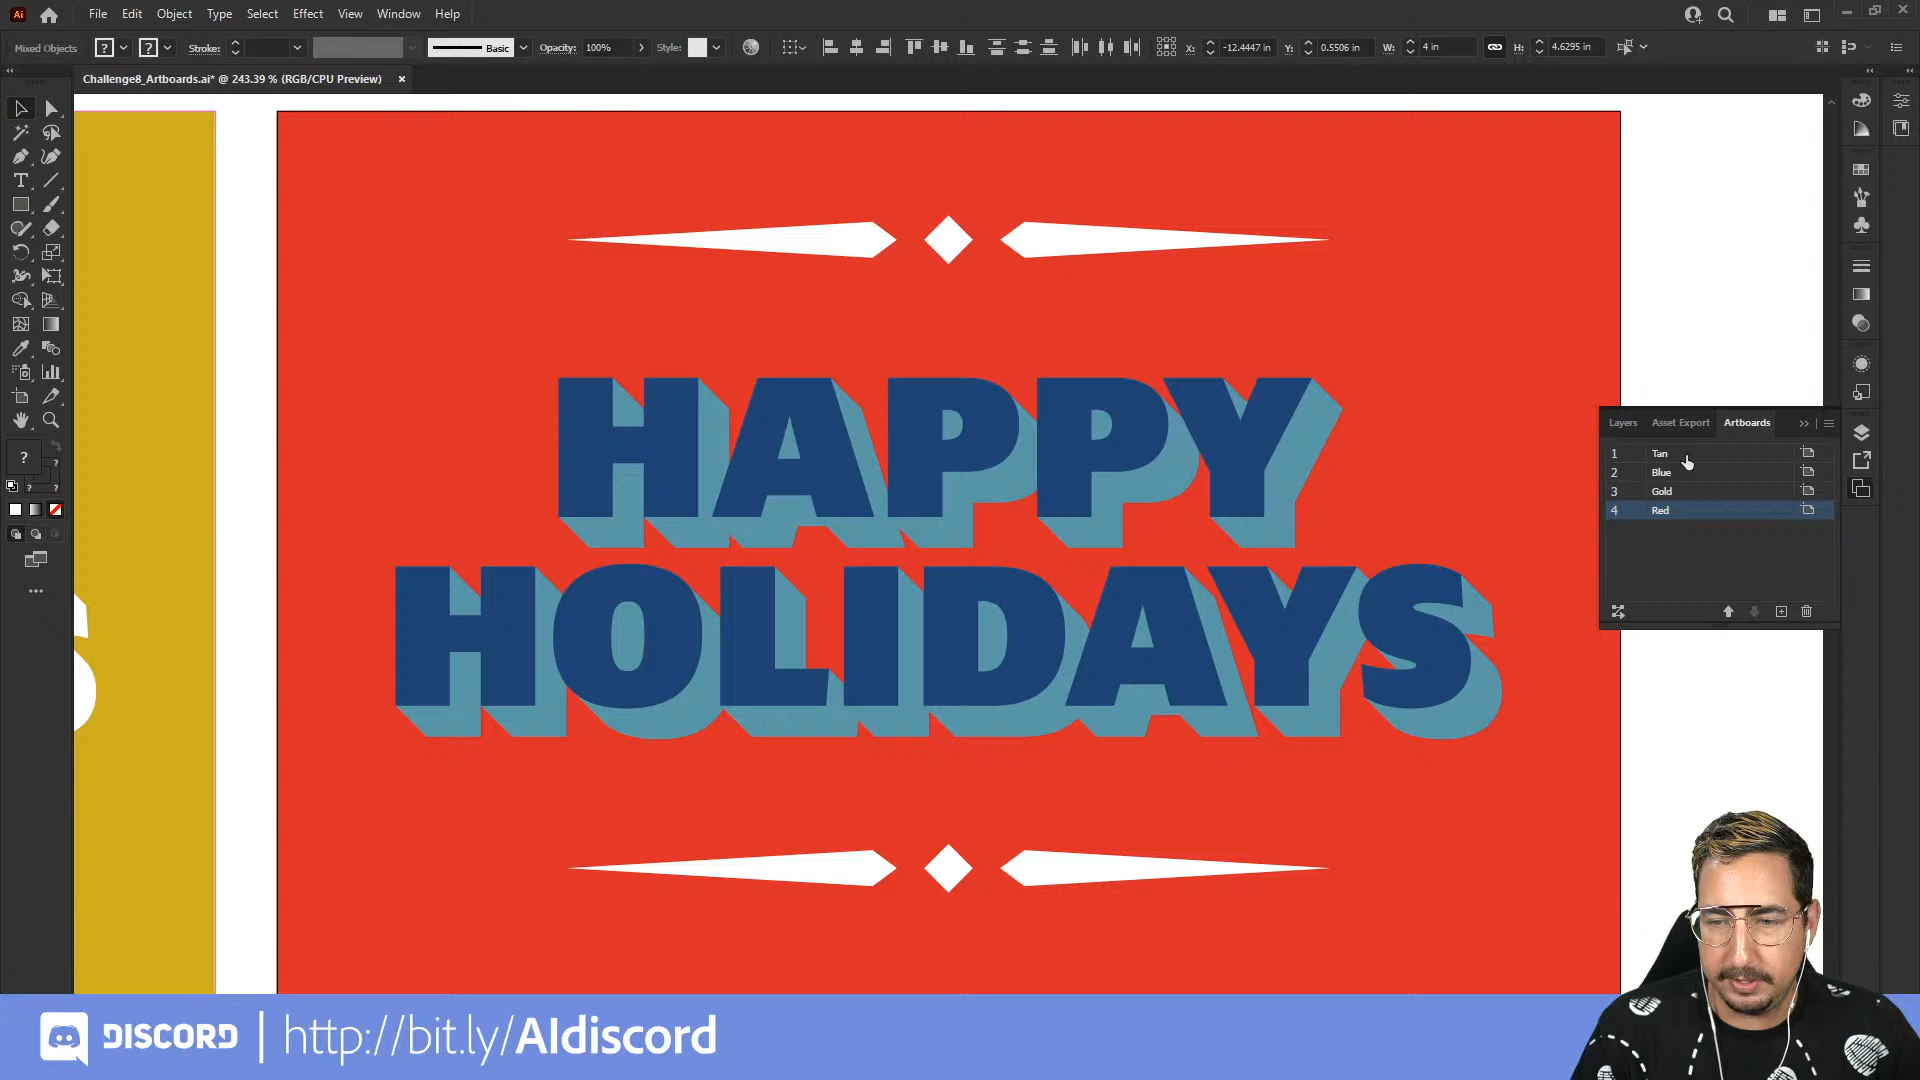 Ai File Edit Object Type Select Effect View Window Help
Mixed Objects ? ? Stroke: Basic Opacity: 100% Style: X: -12.4447 in Y: 0.5506 in W: 4 in H: 4.6295 in
Challenge8_Artboards.ai* @ 243.39 % (RGB/CPU Preview) ×
HAPPY
HOLIDAYS
S
Layers Asset Export Artboards
1 Tan
2 Blue
3 Gold
4 Red
T
?
?
? ?
DISCORD | http://bit.ly/AIdiscord